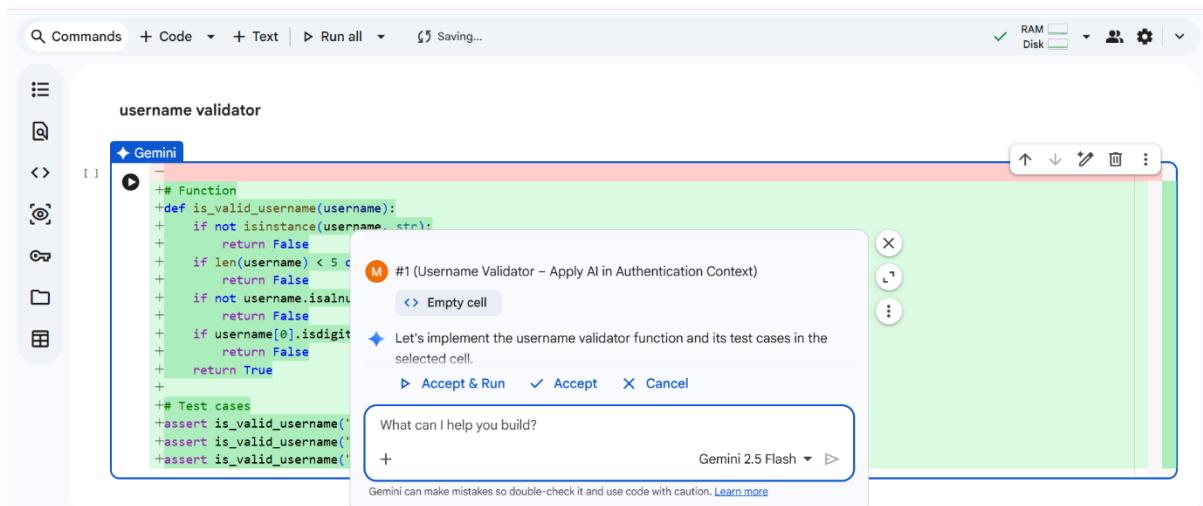 Commands + Code + Text Run all Saving...
RAM
Disk
username validator
Gemini
[ ]
# Function
def is_valid_username(username):
if not isinstance(username, str):
return False
if len(username) < 5
return False
if not username.isalnu
return False
if username[0].isdigit
return False
return True
# Test cases
assert is_valid_username("
assert is_valid_username("
assert is_valid_username("
M #1 (Username Validator – Apply AI in Authentication Context)
<> Empty cell
Let's implement the username validator function and its test cases in the
selected cell.
Accept & Run Accept Cancel
What can I help you build?
+ Gemini 2.5 Flash
Gemini can make mistakes so double-check it and use code with caution. Learn more